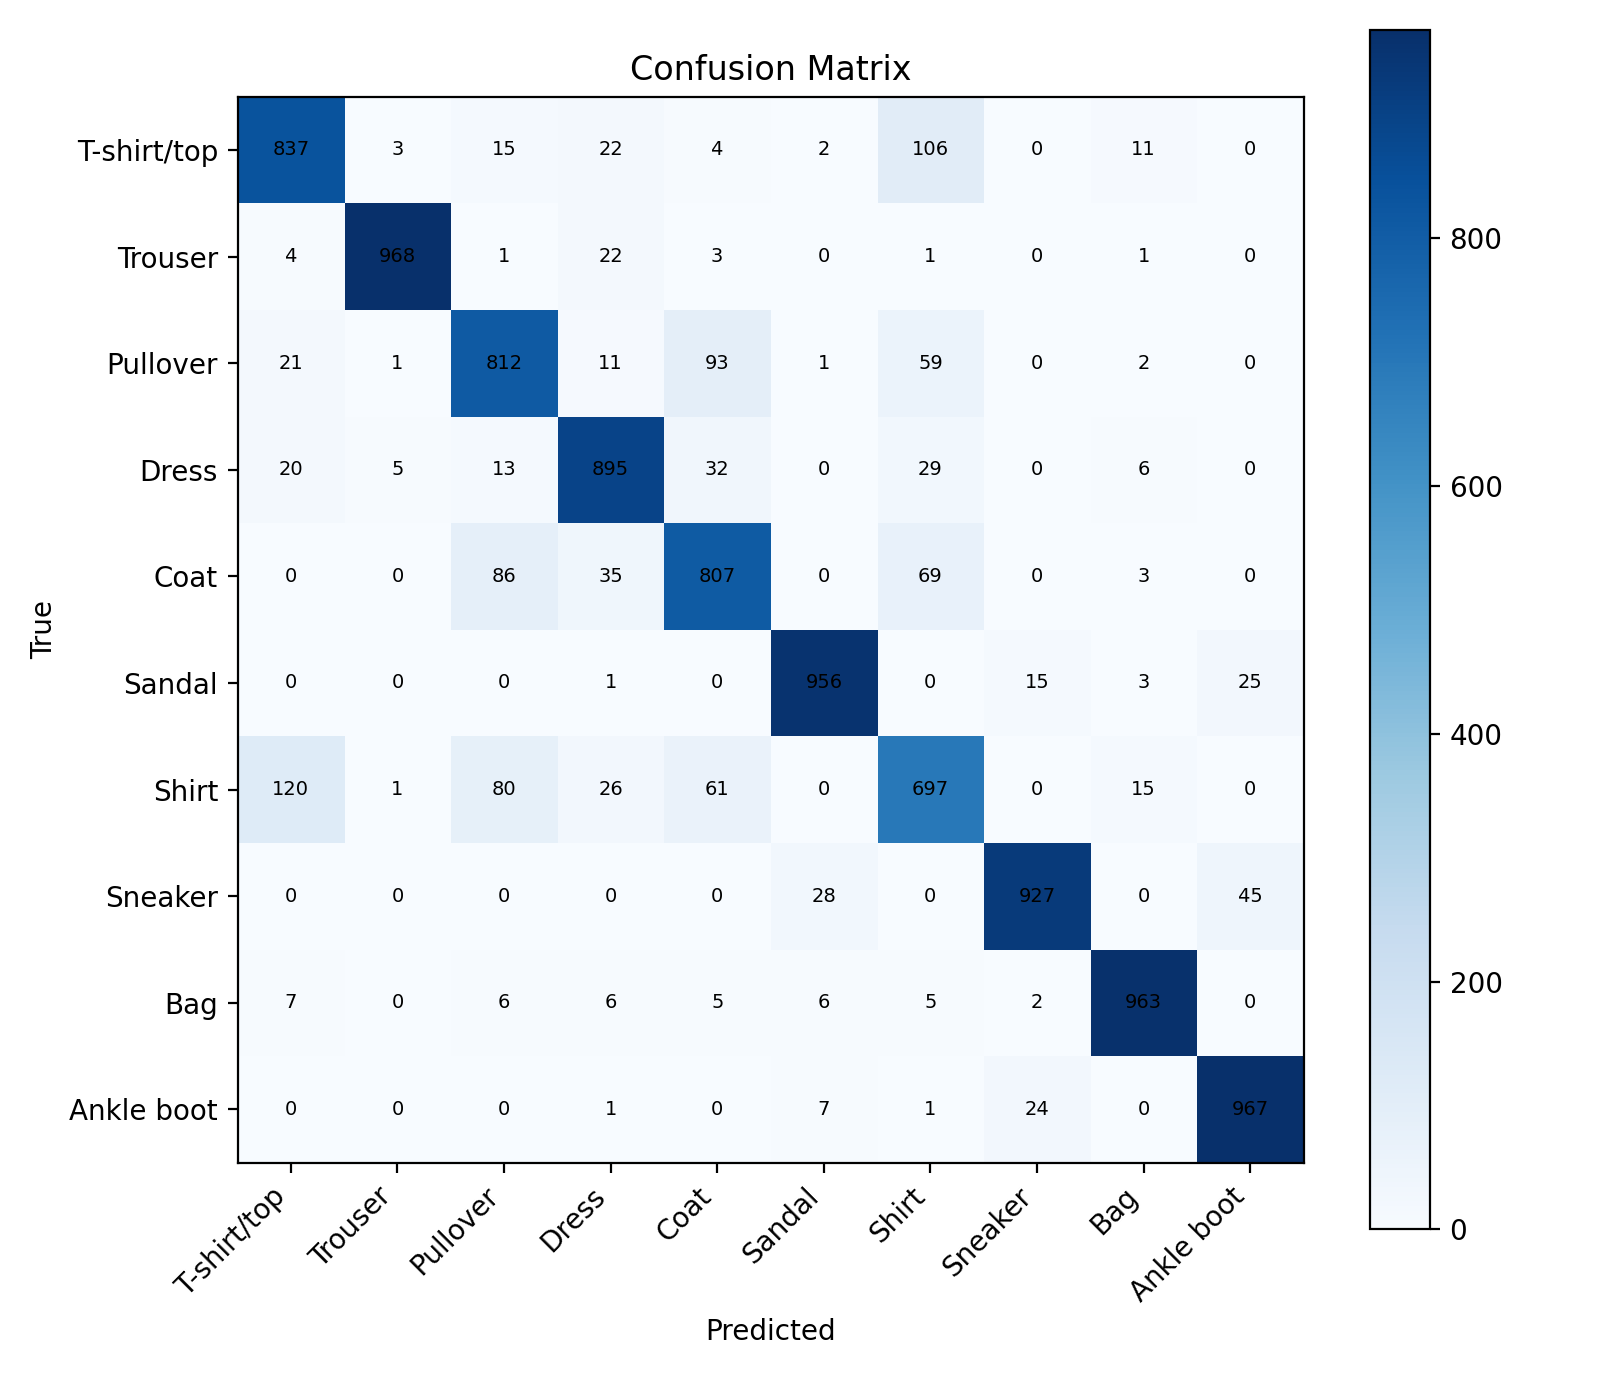 Confusion Matrix
T-shirt/top 837 3 15 22 4 2 106 0 11 0
Trouser 4 968 1 22 3 0 1 0 1 0
Pullover 21 1 812 11 93 1 59 0 2 0
Dress 20 5 13 895 32 0 29 0 6 0
Coat 0 0 86 35 807 0 69 0 3 0
Sandal 0 0 0 1 0 956 0 15 3 25
Shirt 120 1 80 26 61 0 697 0 15 0
Sneaker 0 0 0 0 0 28 0 927 0 45
Bag 7 0 6 6 5 6 5 2 963 0
Ankle boot 0 0 0 1 0 7 1 24 0 967
True
T-shirt/top Trouser Pullover Dress Coat Sandal Shirt Sneaker Bag Ankle boot
Predicted
800
600
400
200
0